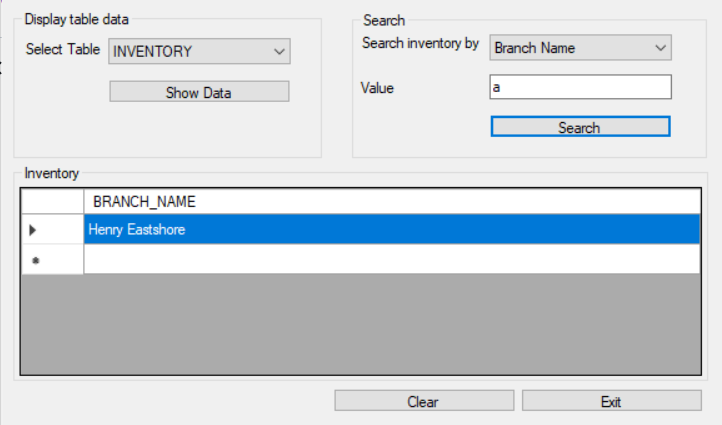 Display table data
Select Table INVENTORY
Show Data
Search
Search inventory by Branch Name
Value a
Search
Inventory
BRANCH_NAME
Henry Eastshore
Clear Exit